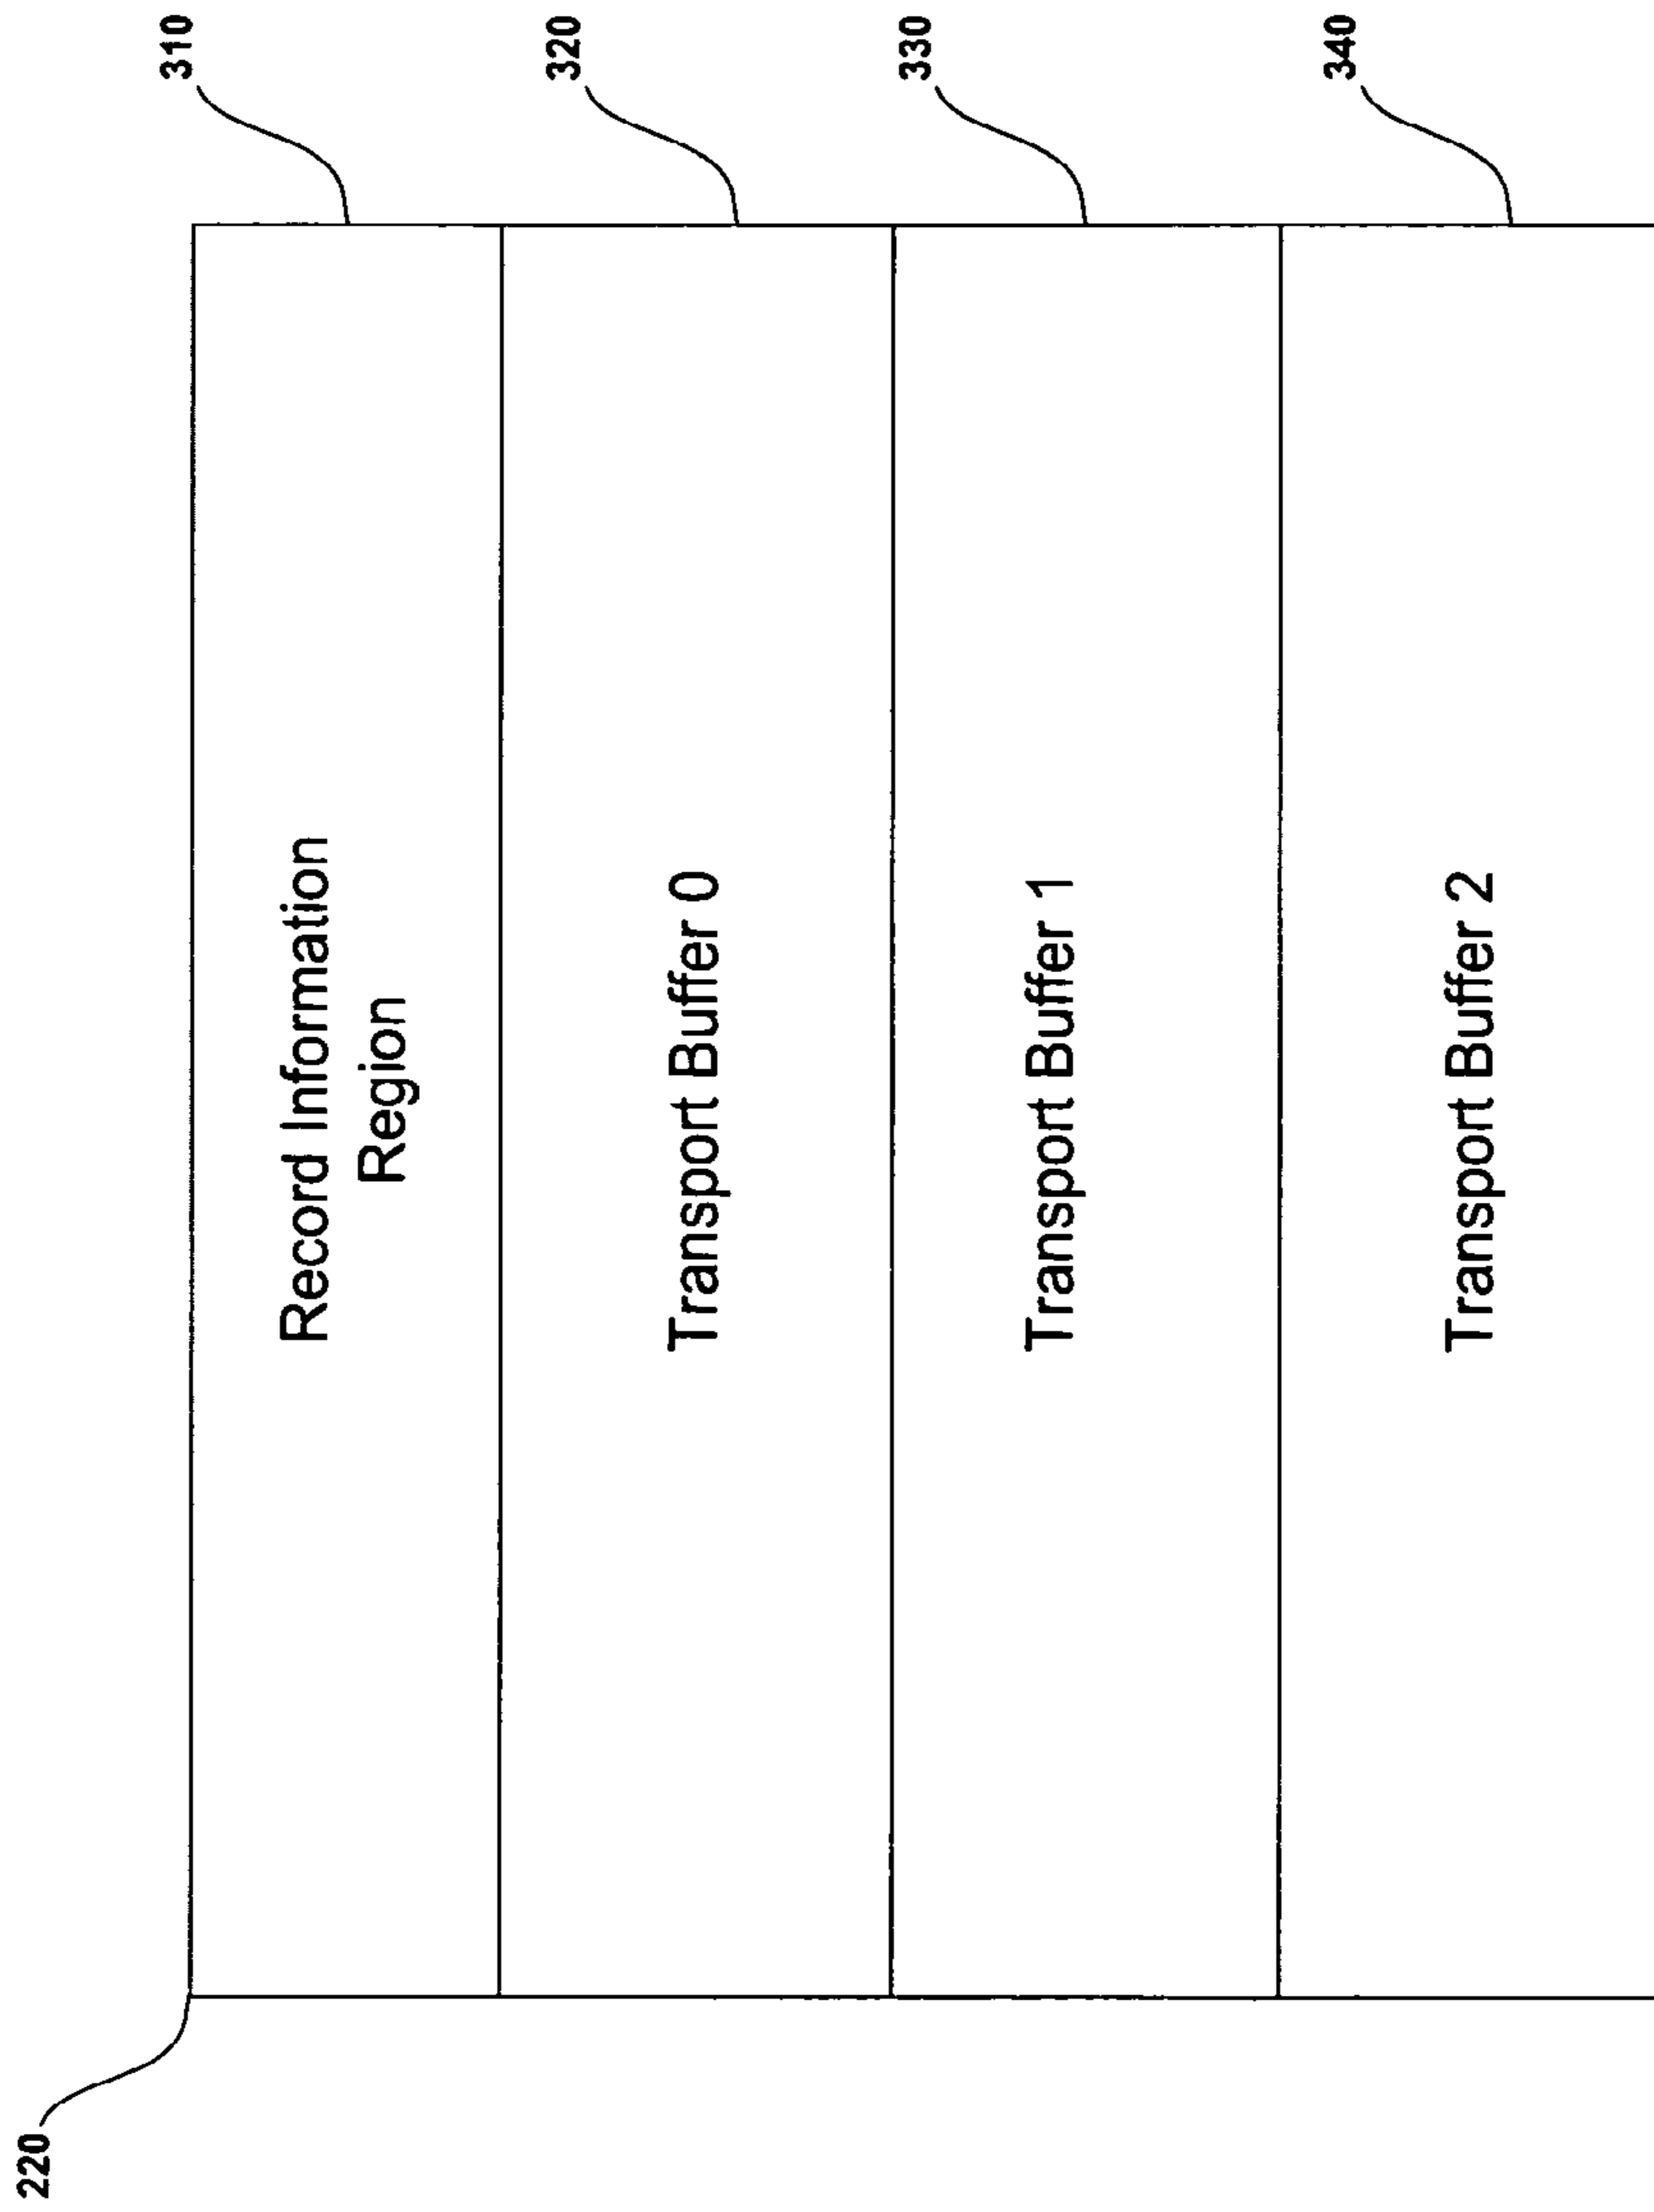 220
310
Record Information
Region
320
Transport Buffer 0
330
Transport Buffer 1
340
Transport Buffer 2